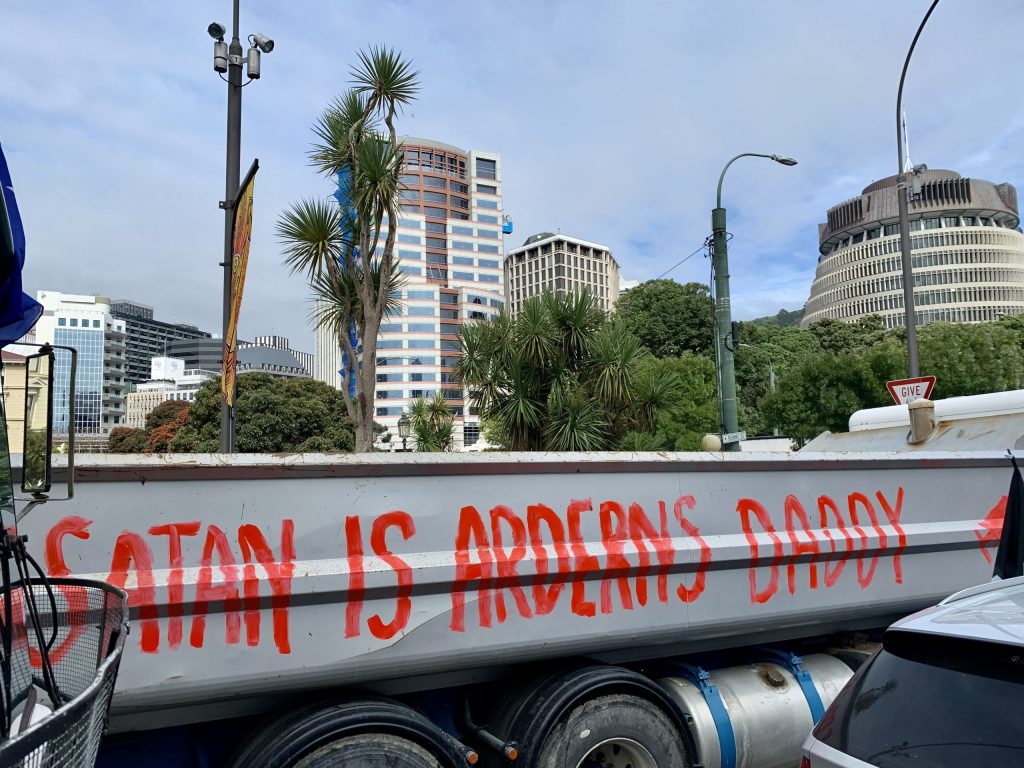 GIVE
SATAN IS ARDERNS DADDY